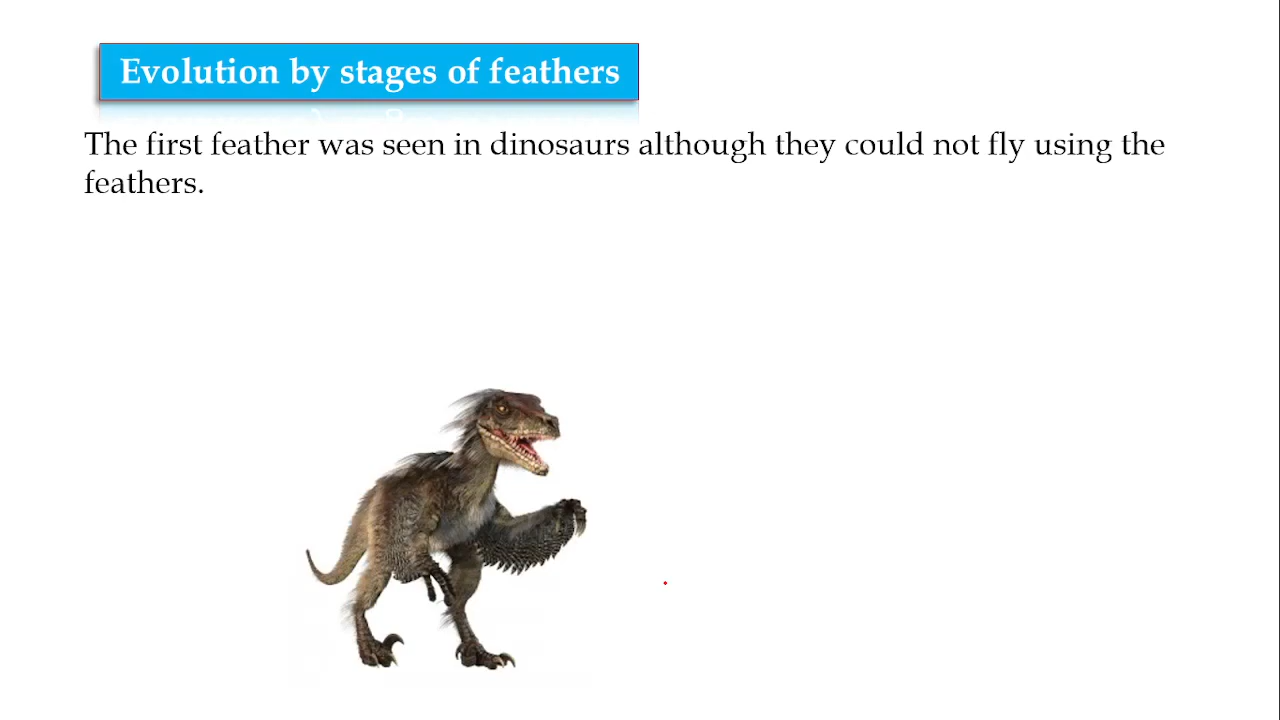 Evolution by stages of feathers
The first feather was seen in dinosaurs although they could not fly using the
feathers.